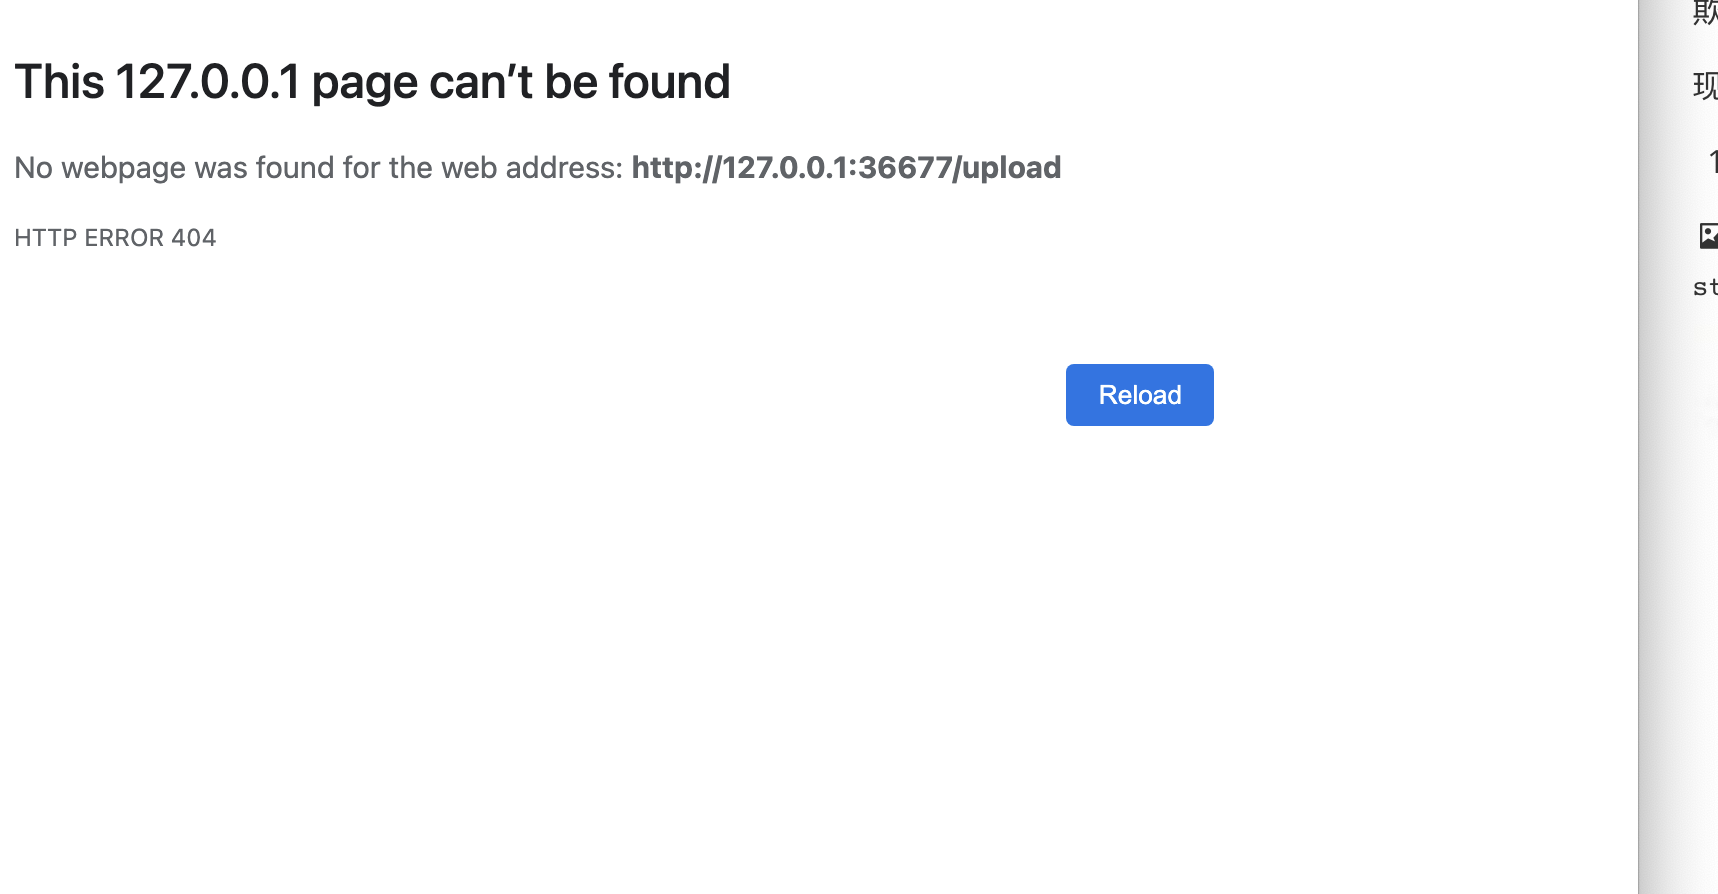 This 127.0.0.1 page can’t be found
No webpage was found for the web address: http://127.0.0.1:36677/upload
HTTP ERROR 404
Reload
欺
现
1
st